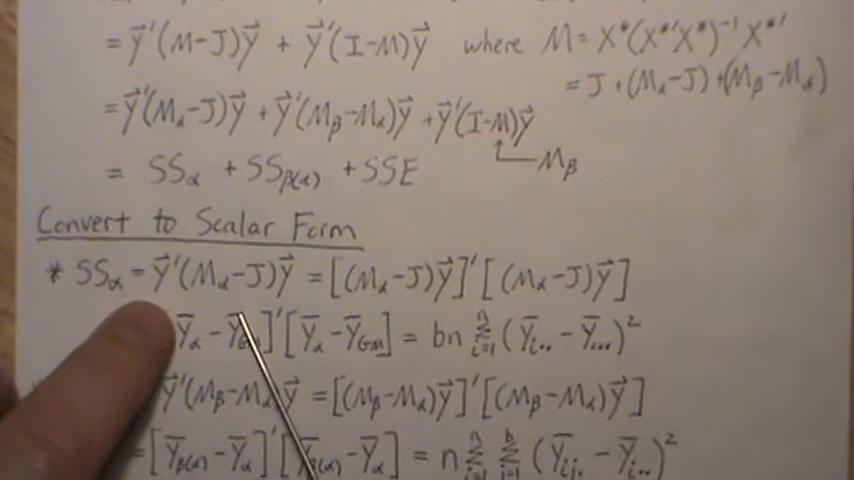 = y⃗'(M-J)y⃗ + y⃗'(I-M)y⃗ where M = X*(X*'X*)⁻¹X*'
= J + (Mα-J) + (Mβ-Mα)
= y⃗'(Mα-J)y⃗ + y⃗'(Mβ-Mα)y⃗ + y⃗'(I-M)y⃗
Mβ
= SSα + SSβ(α) + SSE
Convert to Scalar Form
* SSα = y⃗'(Mα-J)y⃗ = [(Mα-J)y⃗]'[(Mα-J)y⃗]
Ȳα - ȲGM]'[Ȳα - ȲGM] = bn Σ (Ȳi.. - Ȳ...)²
y⃗'(Mβ-Mα)y⃗ = [(Mβ-Mα)y⃗]'[(Mβ-Mα)y⃗]
= [Ȳβ(α) - Ȳα]'[Ȳβ(α) - Ȳα] = n Σ Σ (Ȳij. - Ȳi..)²